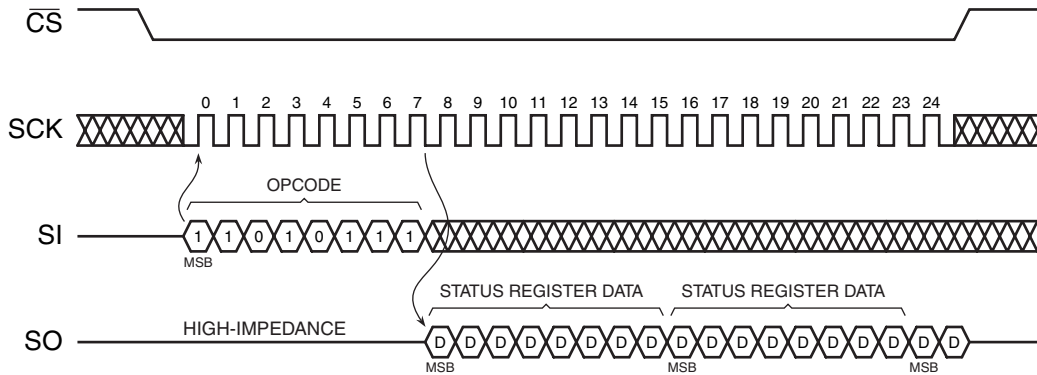 C̅S̅
0 1 2 3 4 5 6 7 8 9 10 11 12 13 14 15 16 17 18 19 20 21 22 23 24
SCK
OPCODE
SI 1 1 0 1 0 1 1 1
MSB
STATUS REGISTER DATA STATUS REGISTER DATA
HIGH-IMPEDANCE
SO D D D D D D D D D D D D D D D D D D
MSB MSB MSB